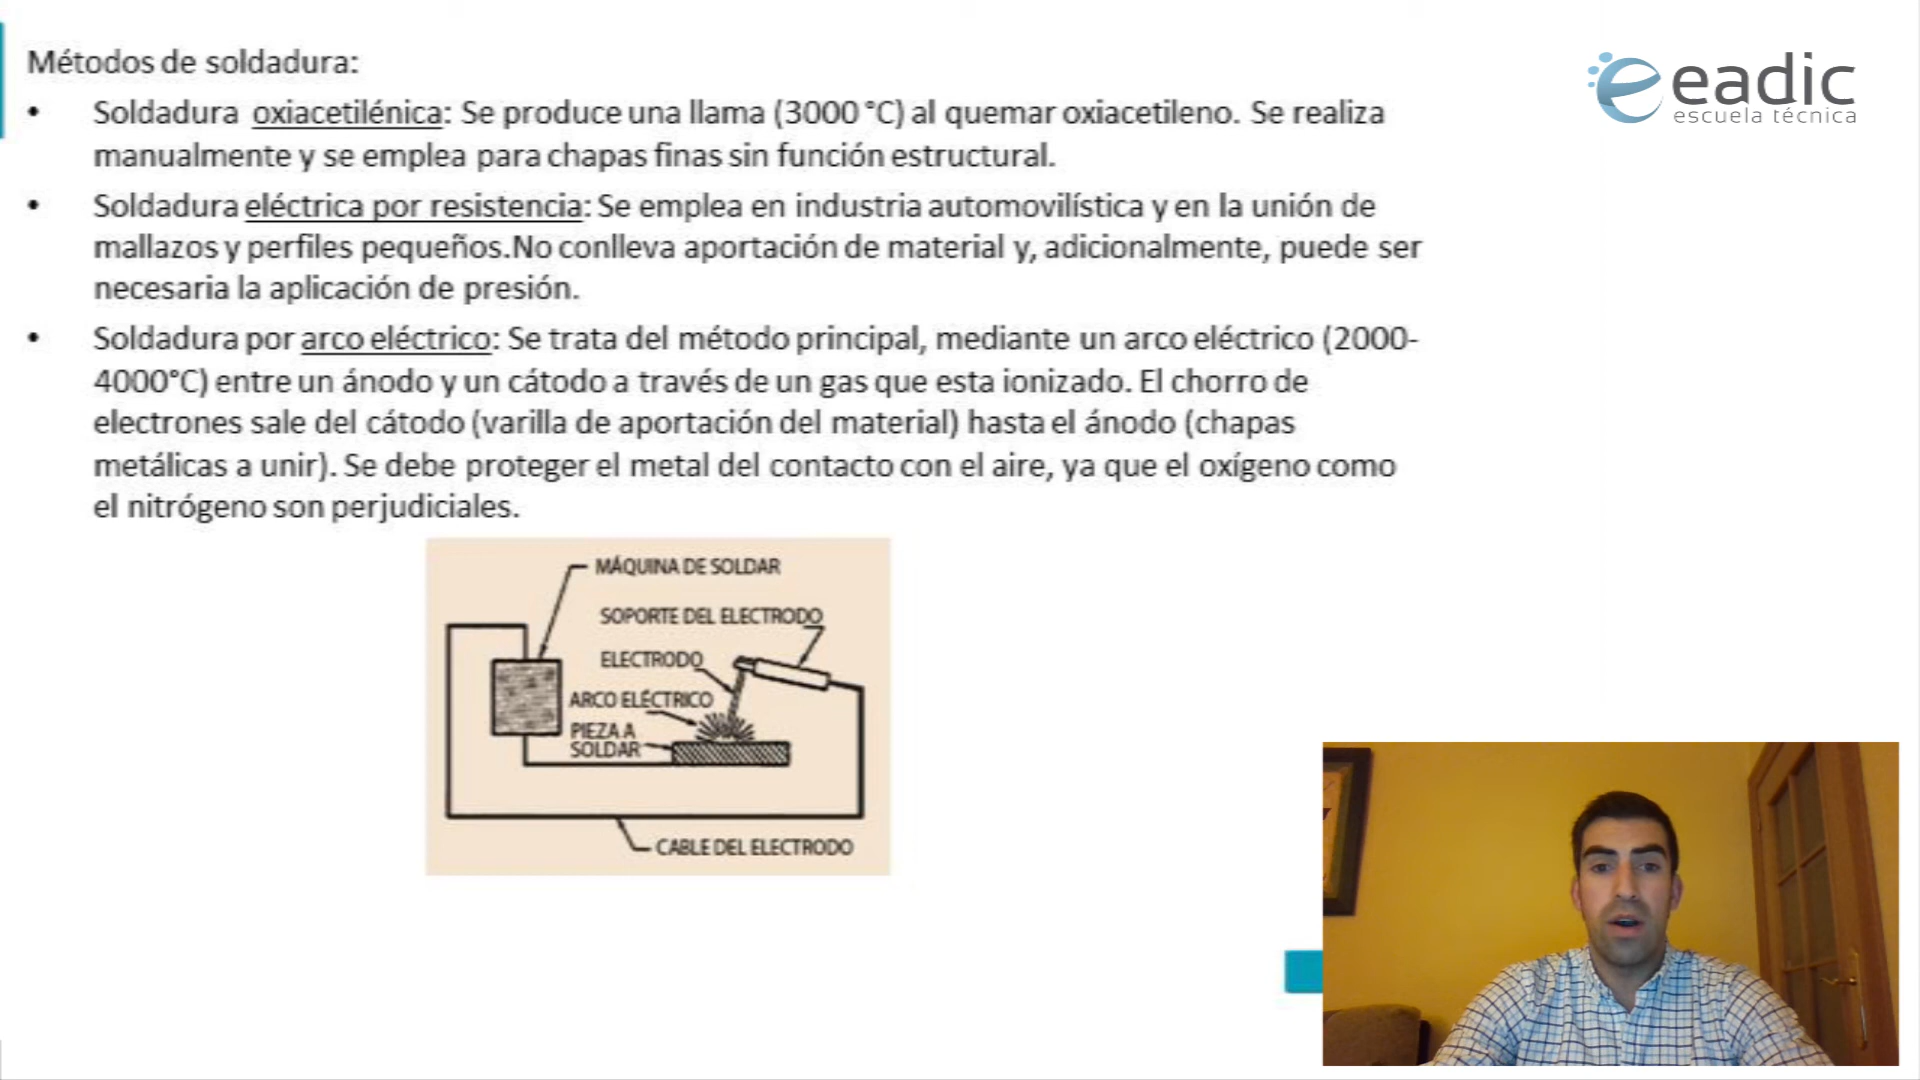 Métodos de soldadura:
• Soldadura oxiacetilénica: Se produce una llama (3000 °C) al quemar oxiacetileno. Se realiza
manualmente y se emplea para chapas finas sin función estructural.
• Soldadura eléctrica por resistencia: Se emplea en industria automovilística y en la unión de
mallazos y perfiles pequeños.No conlleva aportación de material y, adicionalmente, puede ser
necesaria la aplicación de presión.
• Soldadura por arco eléctrico: Se trata del método principal, mediante un arco eléctrico (2000-
4000°C) entre un ánodo y un cátodo a través de un gas que esta ionizado. El chorro de
electrones sale del cátodo (varilla de aportación del material) hasta el ánodo (chapas
metálicas a unir). Se debe proteger el metal del contacto con el aire, ya que el oxígeno como
el nitrógeno son perjudiciales.
eadic
escuela técnica
MÁQUINA DE SOLDAR
SOPORTE DEL ELECTRODO
ELECTRODO
ARCO ELÉCTRICO
PIEZA A
SOLDAR
CABLE DEL ELECTRODO